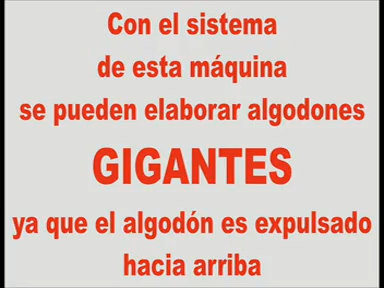 Con el sistema
de esta máquina
se pueden elaborar algodones
GIGANTES
ya que el algodón es expulsado
hacia arriba